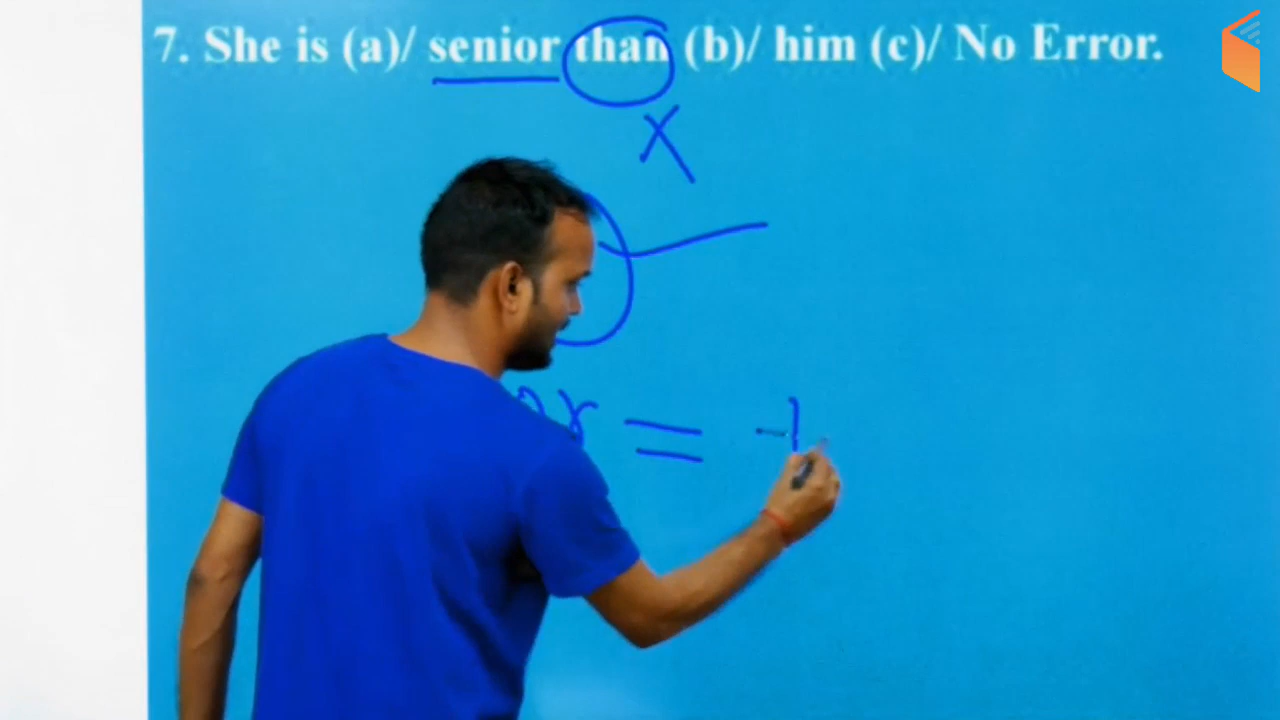 7. She is (a)/ senior than (b)/ him (c)/ No Error.
X
=